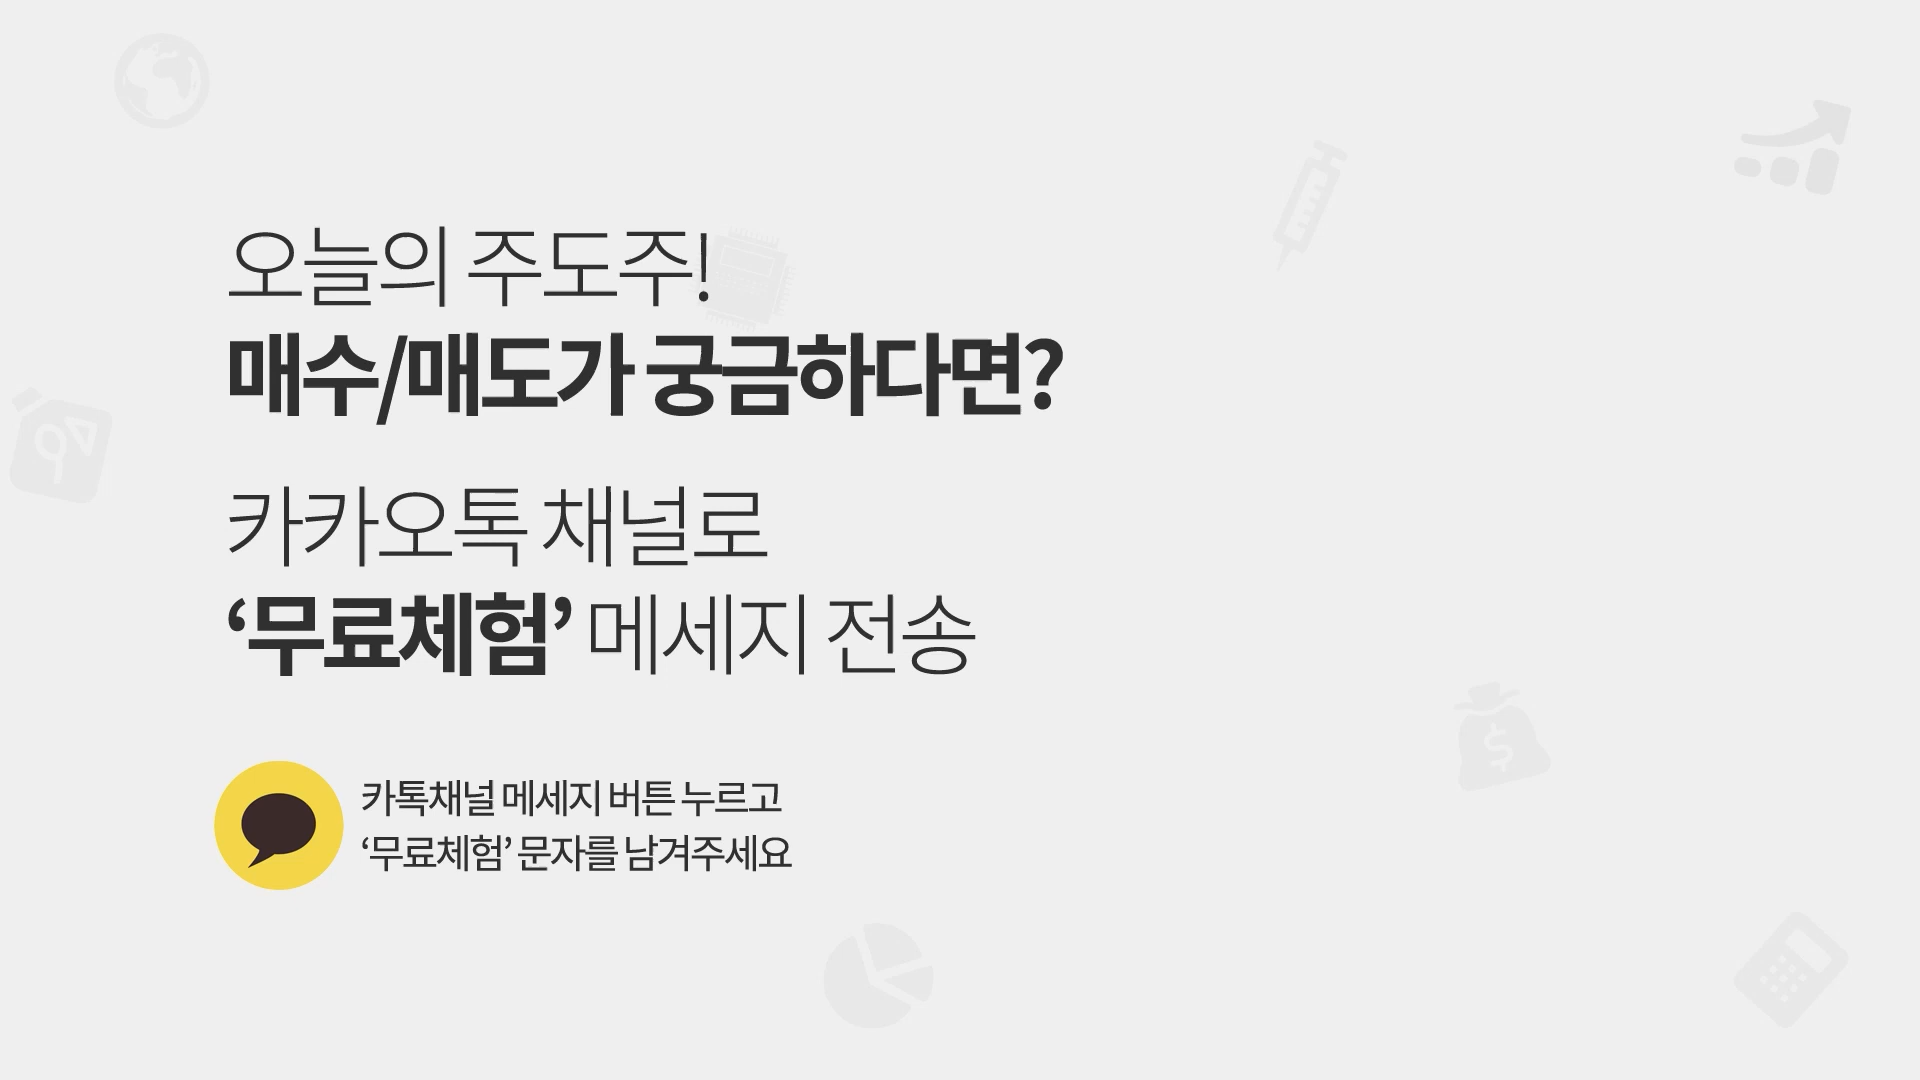 오늘의 주도주!
매수/매도가 궁금하다면?
카카오톡 채널로
‘무료체험’ 메세지 전송
카톡채널 메세지 버튼 누르고
‘무료체험’ 문자를 남겨주세요
$